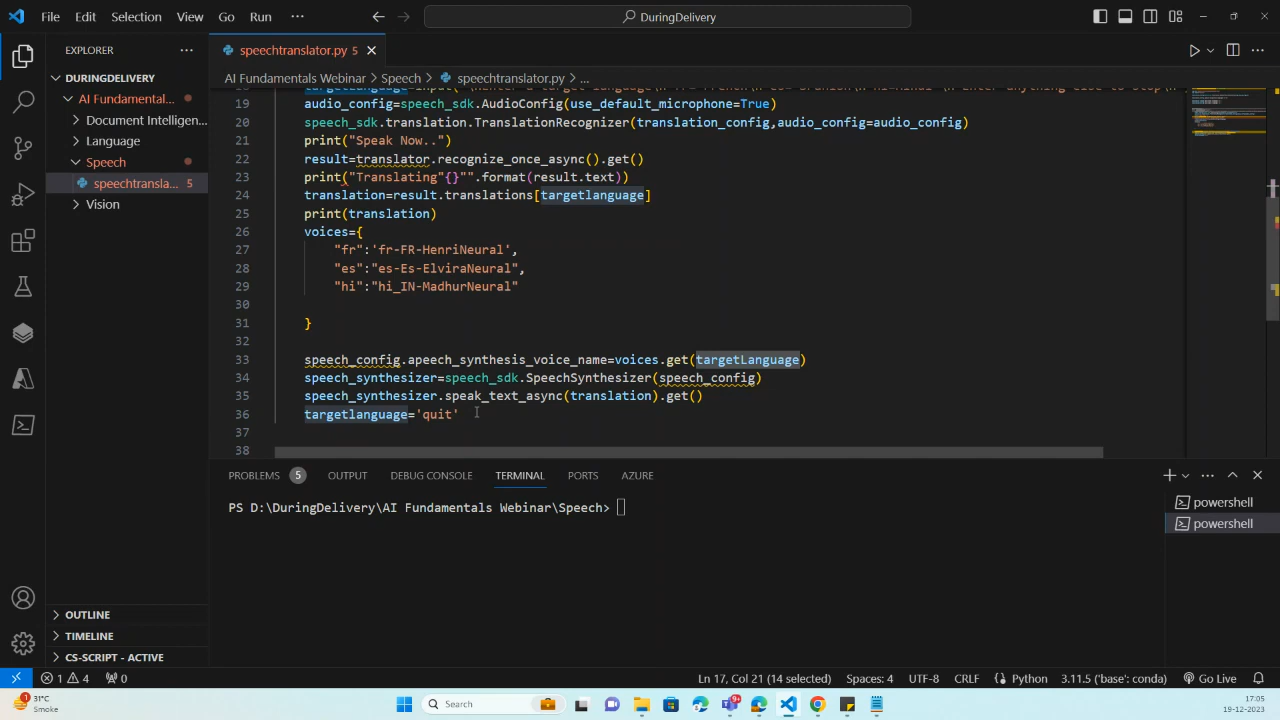 File Edit Selection View Go Run ···
DuringDelivery
EXPLORER
DURINGDELIVERY
AI Fundamentals...
Document Intelligen...
Language
Speech
speechtransla... 5
Vision
OUTLINE
TIMELINE
CS-SCRIPT - ACTIVE
speechtranslator.py 5
AI Fundamentals Webinar > Speech > speechtranslator.py > ...
19 audio_config=speech_sdk.AudioConfig(use_default_microphone=True)
20 speech_sdk.translation.TranslationRecognizer(translation_config,audio_config=audio_config)
21 print("Speak Now..")
22 result=translator.recognize_once_async().get()
23 print("Translating"{}"".format(result.text))
24 translation=result.translations[targetlanguage]
25 print(translation)
26 voices={
27 "fr":'fr-FR-HenriNeural',
28 "es":"es-Es-ElviraNeural",
29 "hi":"hi_IN-MadhurNeural"
30
31 }
32
33 speech_config.apeech_synthesis_voice_name=voices.get(targetLanguage)
34 speech_synthesizer=speech_sdk.SpeechSynthesizer(speech_config)
35 speech_synthesizer.speak_text_async(translation).get()
36 targetlanguage='quit'
37
38
PROBLEMS 5 OUTPUT DEBUG CONSOLE TERMINAL PORTS AZURE
PS D:\DuringDelivery\AI Fundamentals Webinar\Speech>
powershell
powershell
1 4 0 Ln 17, Col 21 (14 selected) Spaces: 4 UTF-8 CRLF Python 3.11.5 ('base': conda) Go Live
1 31°C
Smoke
Search
9+
17:05
19-12-2023